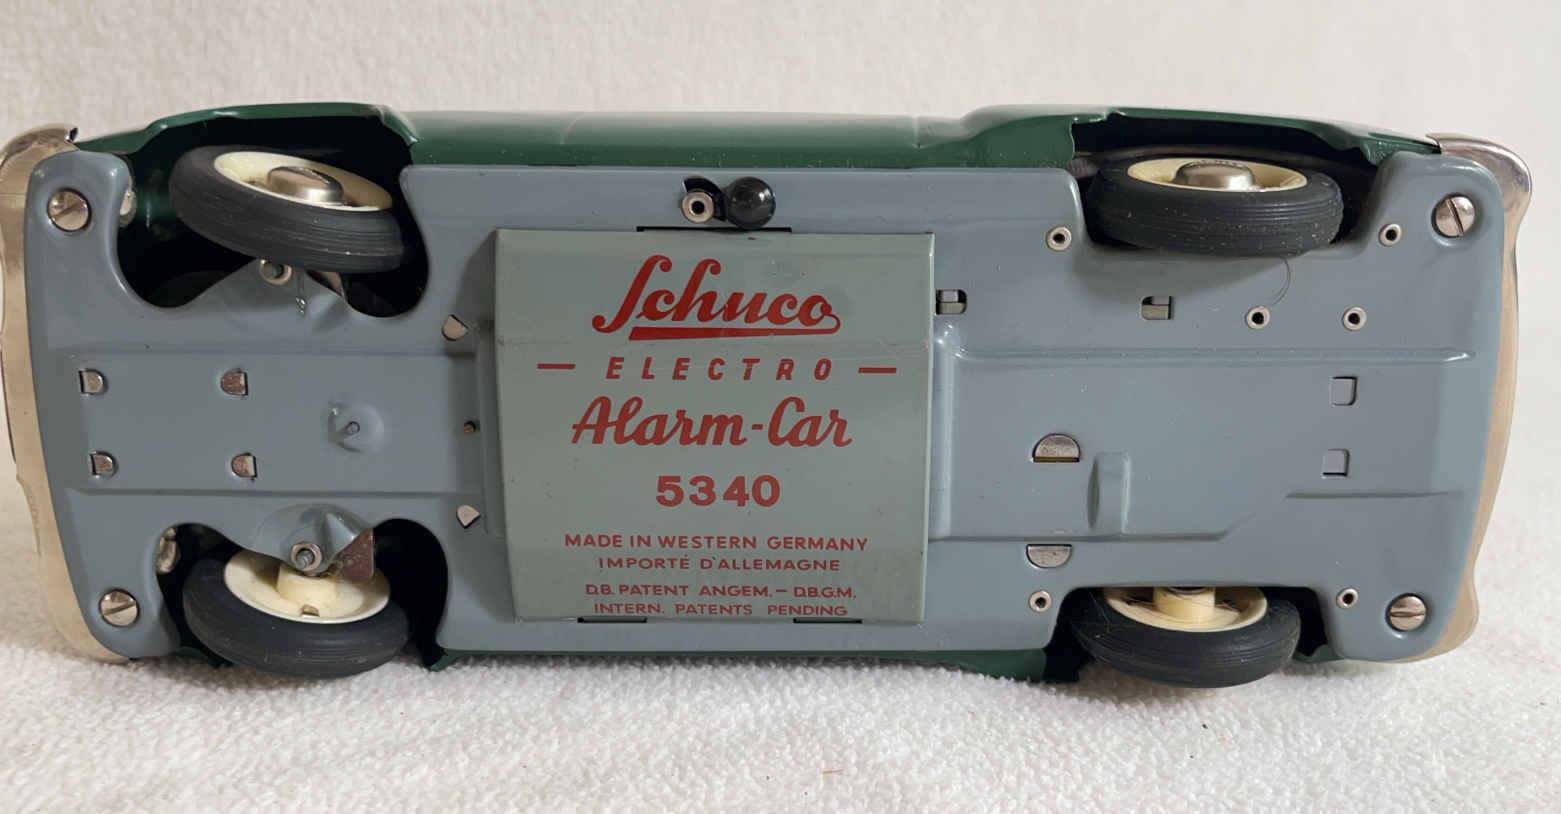 Schuco
— ELECTRO —
Alarm-Car
5340
MADE IN WESTERN GERMANY
IMPORTÉ D'ALLEMAGNE
D.B. PATENT ANGEM. – D.B.G.M.
INTERN. PATENTS PENDING